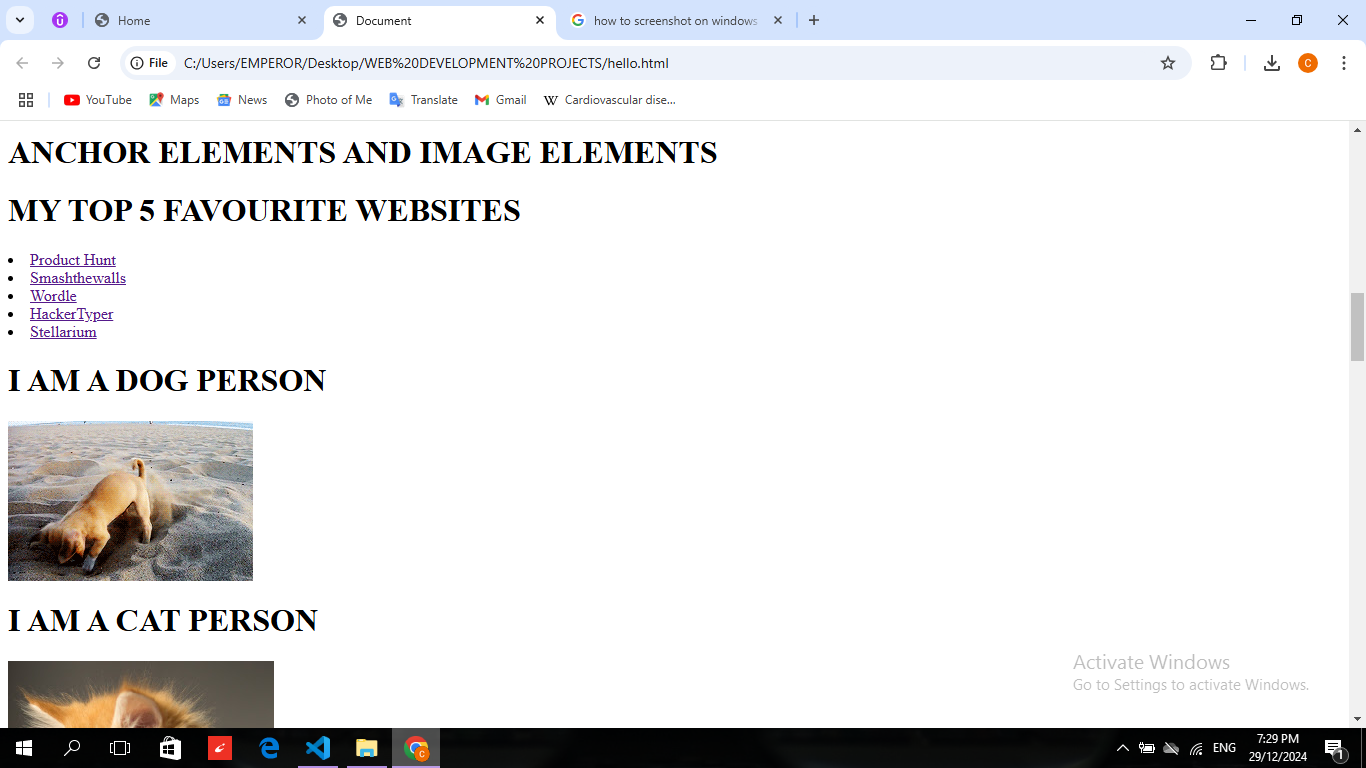 Home
Document
how to screenshot on windows
File
C:/Users/EMPEROR/Desktop/WEB%20DEVELOPMENT%20PROJECTS/hello.html
C
YouTube
Maps
News
Photo of Me
Translate
Gmail
W Cardiovascular dise...
ANCHOR ELEMENTS AND IMAGE ELEMENTS
MY TOP 5 FAVOURITE WEBSITES
Product Hunt
Smashthewalls
Wordle
HackerTyper
Stellarium
I AM A DOG PERSON
I AM A CAT PERSON
Activate Windows
Go to Settings to activate Windows.
C
ENG
7:29 PM
29/12/2024
1